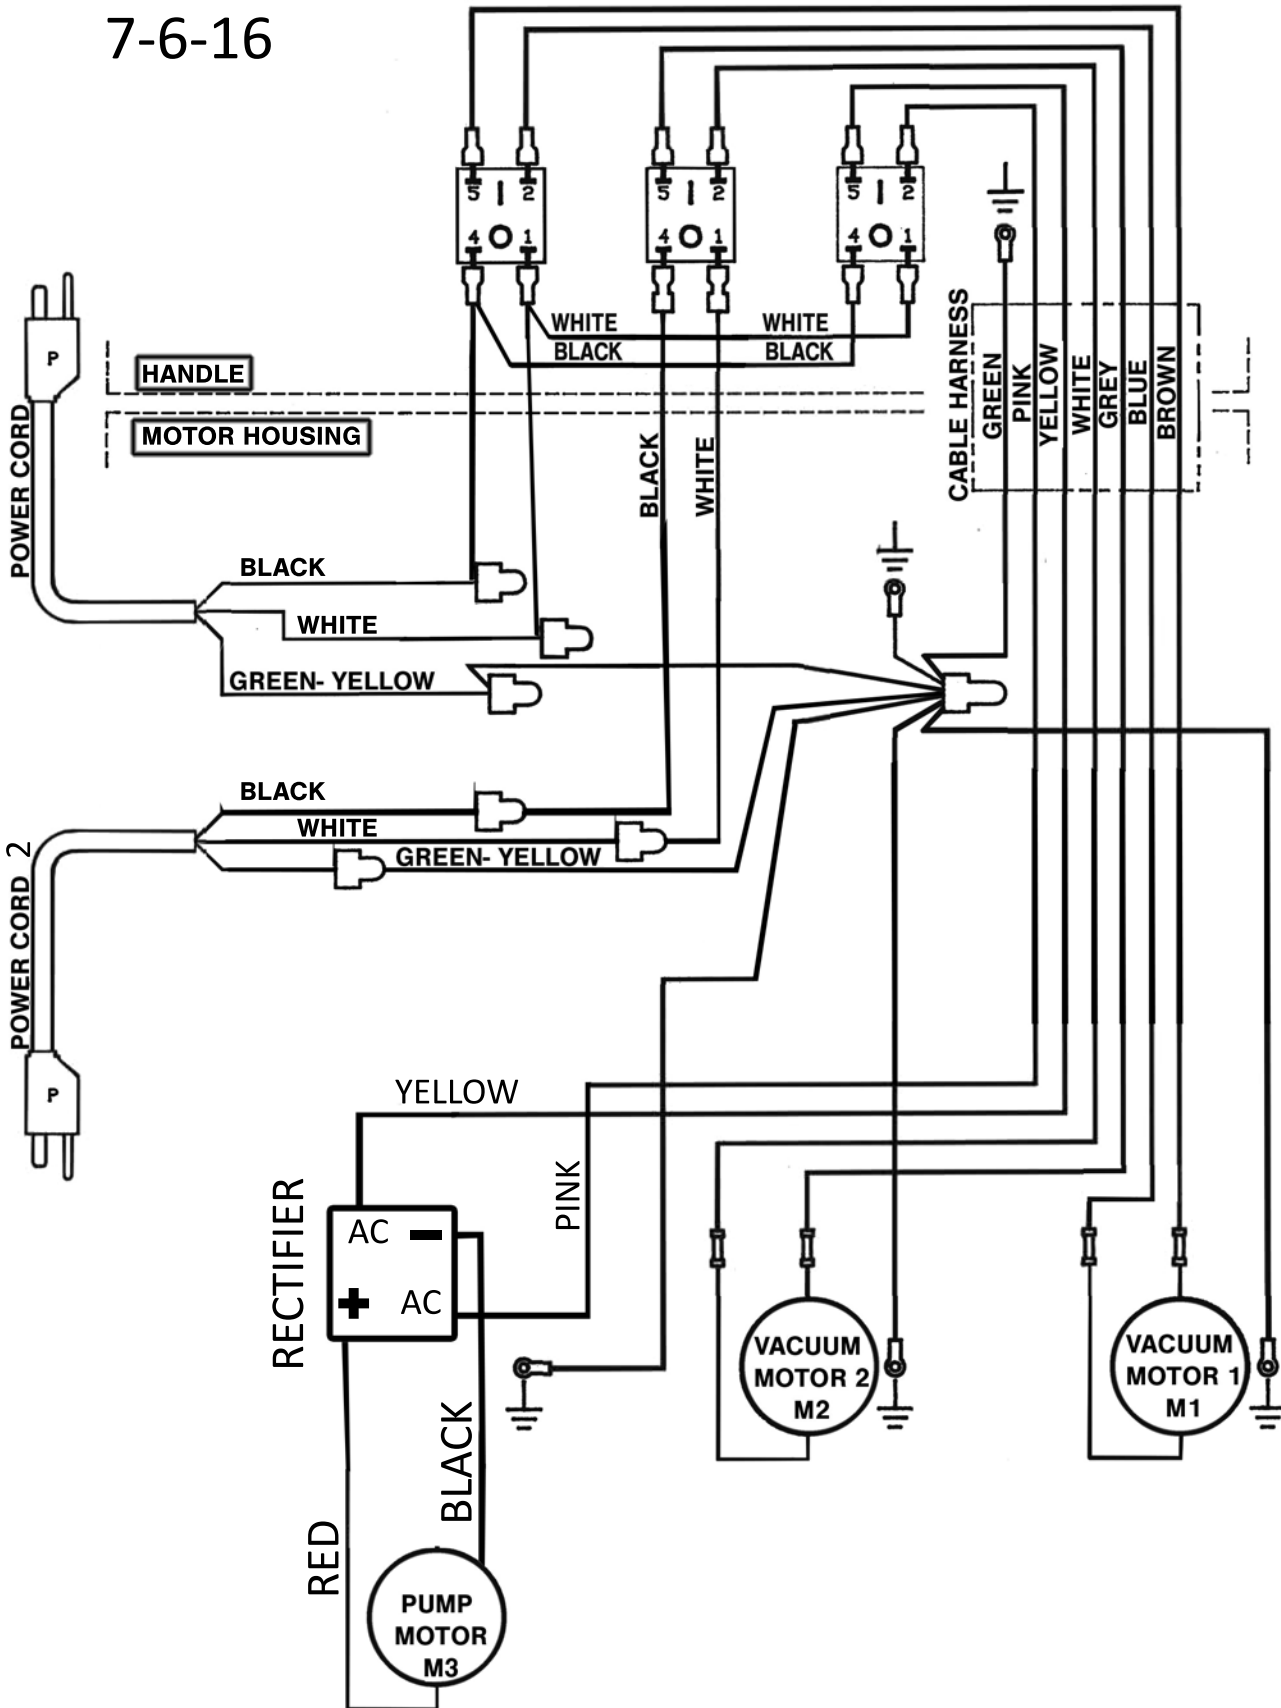 7-6-16
5 I 2
4 O 1
5 I 2
4 O 1
5 I 2
4 O 1
WHITE
WHITE
BLACK
BLACK
P
HANDLE
MOTOR HOUSING
POWER CORD
CABLE HARNESS
GREEN
PINK
YELLOW
WHITE
GREY
BLUE
BROWN
BLACK
WHITE
BLACK
WHITE
GREEN- YELLOW
BLACK
WHITE
GREEN- YELLOW
POWER CORD 2
P
YELLOW
PINK
RECTIFIER
AC -
+ AC
VACUUM
MOTOR 2
M2
VACUUM
MOTOR 1
M1
BLACK
RED
PUMP
MOTOR
M3